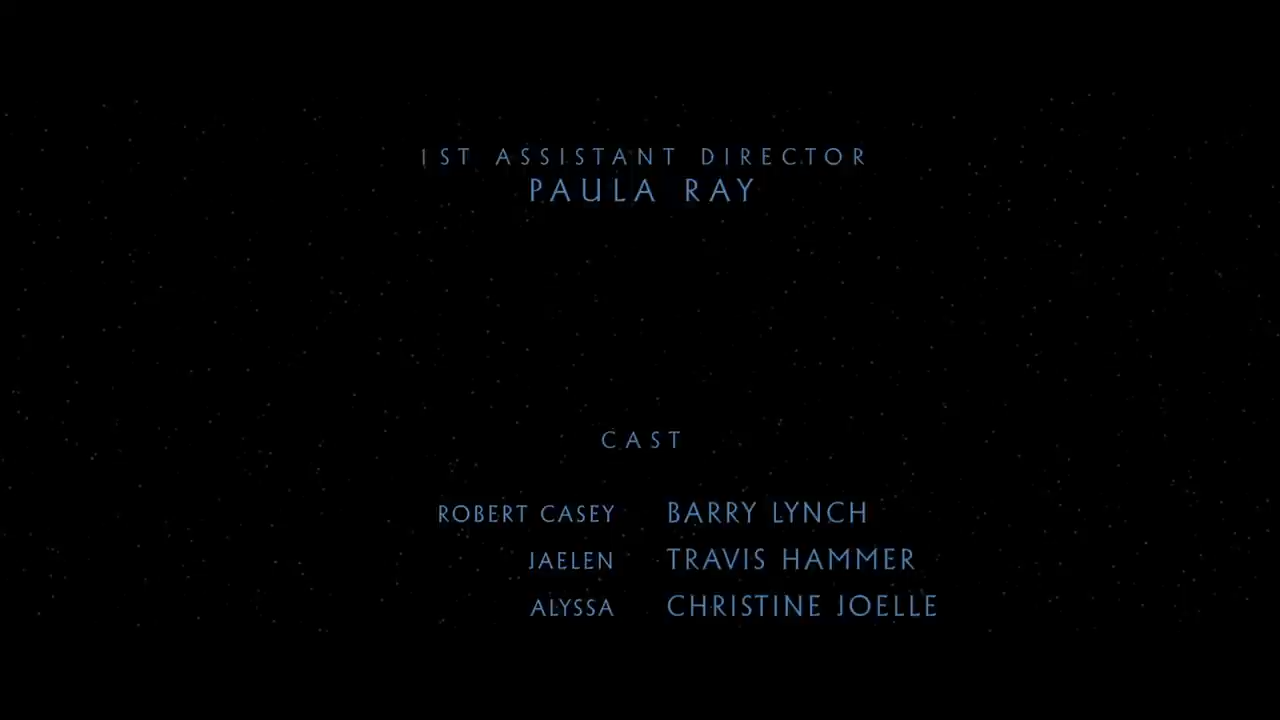 1ST ASSISTANT DIRECTOR
PAULA RAY
CAST
ROBERT CASEY BARRY LYNCH
JAELEN TRAVIS HAMMER
ALYSSA CHRISTINE JOELLE